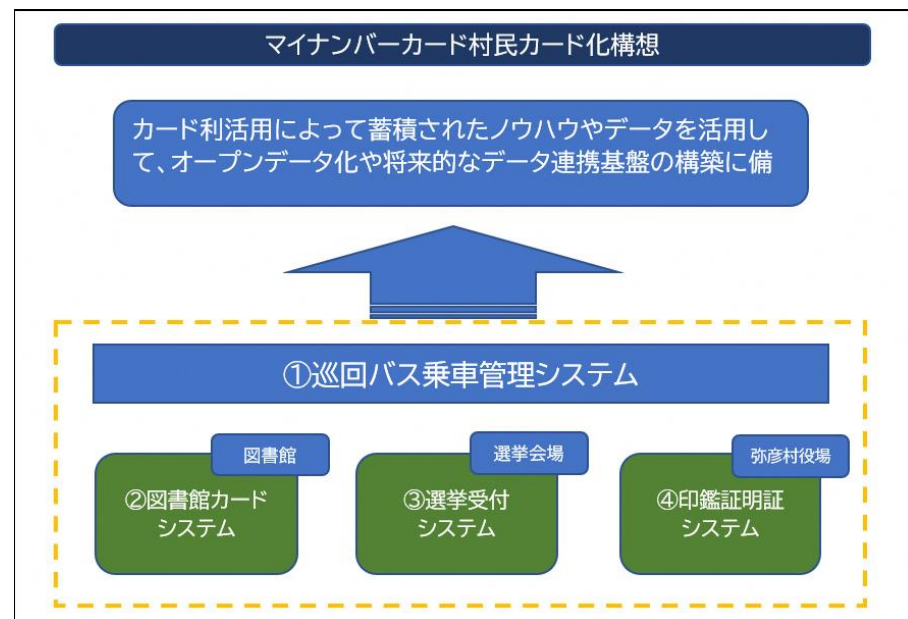 マイナンバーカード村民カード化構想
カード利活用によって蓄積されたノウハウやデータを活用し
て、オープンデータ化や将来的なデータ連携基盤の構築に備
①巡回バス乗車管理システム
図書館
②図書館カード
システム
選挙会場
③選挙受付
システム
弥彦村役場
④印鑑証明証
システム